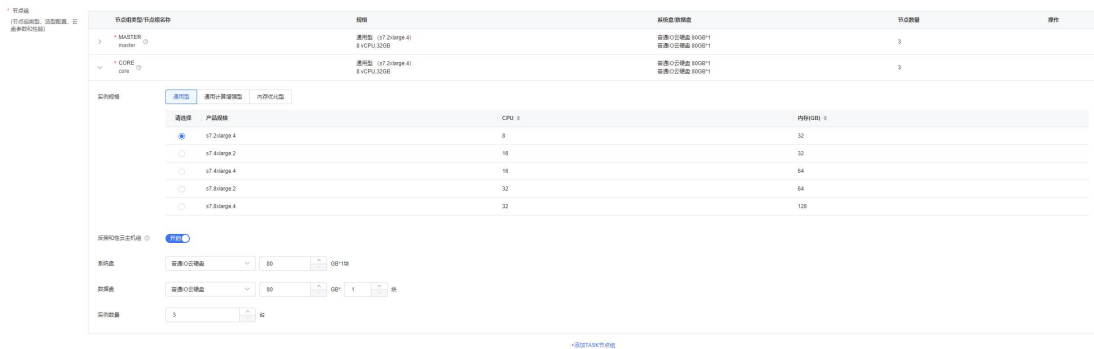 * 节点组
(节点组类型、选型配置、云盘参数和性能)
节点组类型/节点组名称 规格 系统盘/数据盘 节点数量 操作
* MASTER
master
通用型 (s7.2xlarge.4)
8 vCPU,32GB
普通IO云硬盘 80GB*1
普通IO云硬盘 80GB*1
3
* CORE
core
通用型 (s7.2xlarge.4)
8 vCPU,32GB
普通IO云硬盘 80GB*1
普通IO云硬盘 80GB*1
3
实例规格 通用型 通用计算增强型 内存优化型
请选择 产品规格 CPU 内存(GB)
s7.2xlarge.4 8 32
s7.4xlarge.2 16 32
s7.4xlarge.4 16 64
s7.8xlarge.2 32 64
s7.8xlarge.4 32 128
反亲和性云主机组 开启
系统盘 普通IO云硬盘 80 GB*1块
数据盘 普通IO云硬盘 80 GB* 1 块
实例数量 3 台
+添加TASK节点组